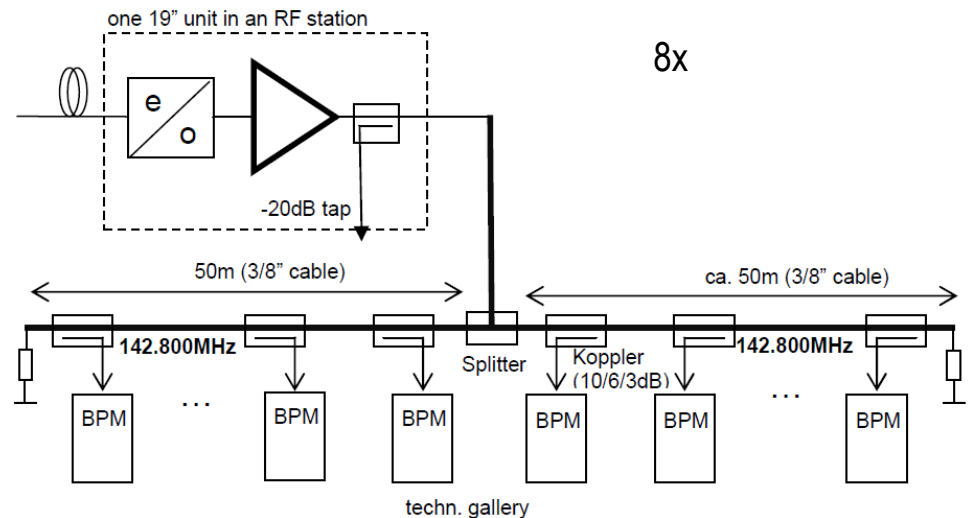 one 19” unit in an RF station
8x
e
o
-20dB tap
50m (3/8” cable)
ca. 50m (3/8” cable)
142.800MHz
Splitter
Koppler
(10/6/3dB)
142.800MHz
BPM
...
BPM
BPM
BPM
BPM
...
BPM
techn. gallery